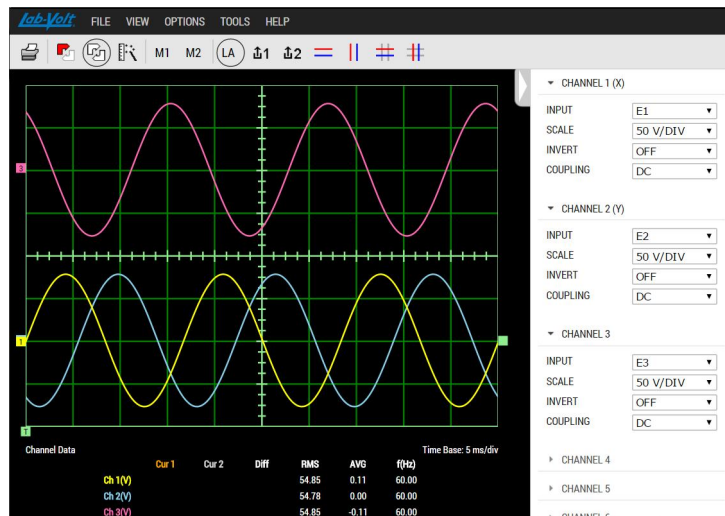 Lab-Volt FILE VIEW OPTIONS TOOLS HELP
M1 M2 LA 1 2
CHANNEL 1 (X)
INPUT E1
SCALE 50 V/DIV
INVERT OFF
COUPLING DC
CHANNEL 2 (Y)
INPUT E2
SCALE 50 V/DIV
INVERT OFF
COUPLING DC
CHANNEL 3
INPUT E3
SCALE 50 V/DIV
INVERT OFF
COUPLING DC
CHANNEL 4
CHANNEL 5
3
1
T
Channel Data Time Base: 5 ms/div
Cur 1 Cur 2 Diff RMS AVG f(Hz)
Ch 1(V) 54.85 0.11 60.00
Ch 2(V) 54.78 0.00 60.00
Ch 3(V) 54.85 -0.11 60.00